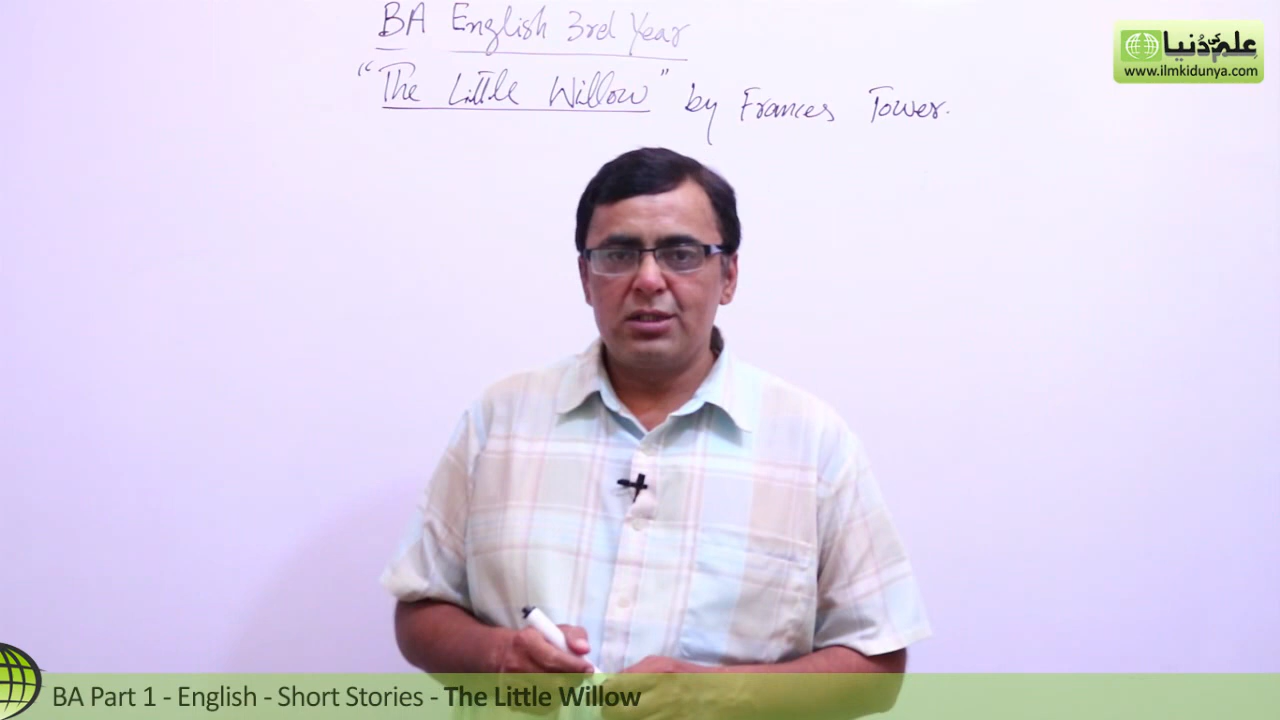 BA English 3rd Year
"The Little Willow" by Frances Tower.
علم کی دُنیا
www.ilmkidunya.com
BA Part 1 - English - Short Stories - The Little Willow